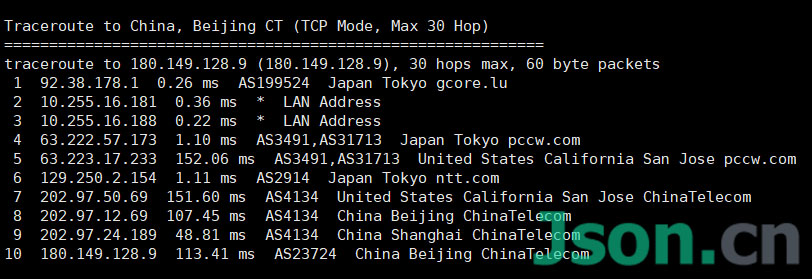 Traceroute to China, Beijing CT (TCP Mode, Max 30 Hop)
============================================================
traceroute to 180.149.128.9 (180.149.128.9), 30 hops max, 60 byte packets
1 92.38.178.1 0.26 ms AS199524 Japan Tokyo gcore.lu
2 10.255.16.181 0.36 ms * LAN Address
3 10.255.16.188 0.22 ms * LAN Address
4 63.222.57.173 1.10 ms AS3491,AS31713 Japan Tokyo pccw.com
5 63.223.17.233 152.06 ms AS3491,AS31713 United States California San Jose pccw.com
6 129.250.2.154 1.11 ms AS2914 Japan Tokyo ntt.com
7 202.97.50.69 151.60 ms AS4134 United States California San Jose ChinaTelecom
8 202.97.12.69 107.45 ms AS4134 China Beijing ChinaTelecom
9 202.97.24.189 48.81 ms AS4134 China Shanghai ChinaTelecom
10 180.149.128.9 113.41 ms AS23724 China Beijing ChinaTelecom
Json.cn